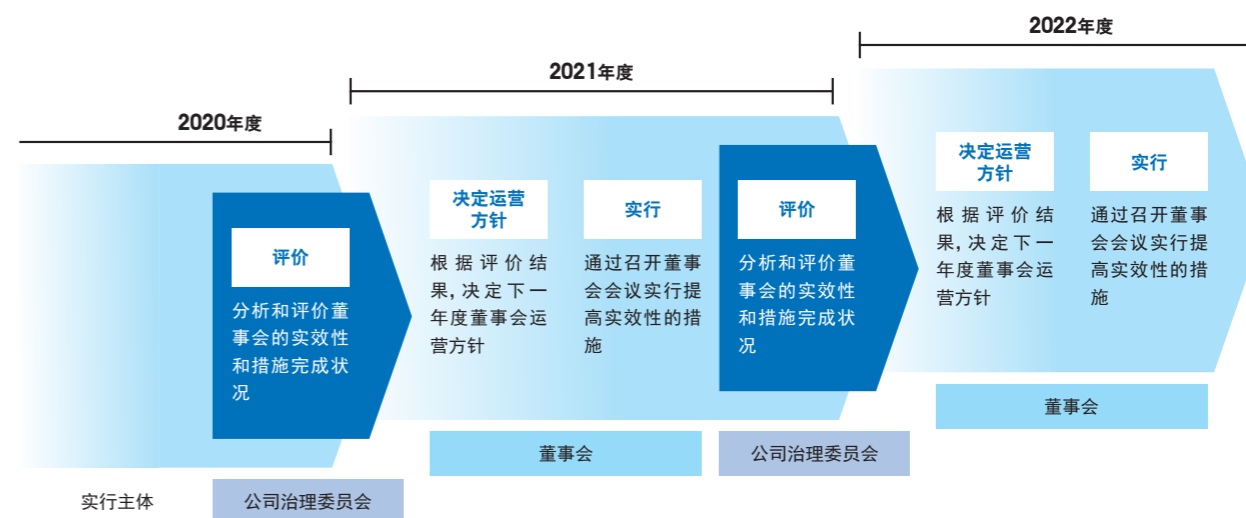 2020年度
评价
分析和评价董
事会的实效性
和措施完成状
况
实行主体
公司治理委员会
2021年度
决定运营
方针
根据评价结
果,决定下一
年度董事会运
营方针
实行
通过召开董事
会会议实行提
高实效性的措
施
董事会
评价
分析和评价董
事会的实效性
和措施完成状
况
公司治理委员会
2022年度
决定运营
方针
根据评价结
果,决定下一
年度董事会运
营方针
实行
通过召开董事
会会议实行提
高实效性的措
施
董事会